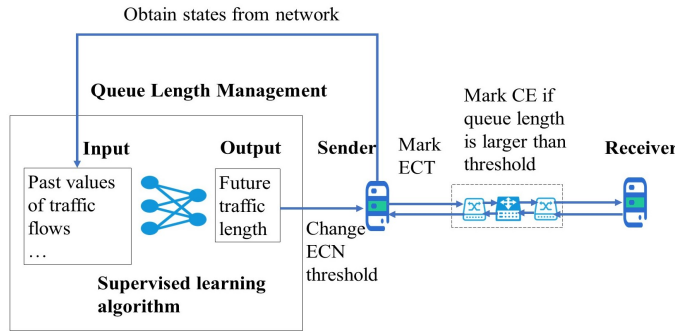 Obtain states from network
Queue Length Management
Input
Output
Past values
of traffic
flows
…
Future
traffic
length
Supervised learning
algorithm
Sender
Change
ECN
threshold
Mark
ECT
Mark CE if
queue length
is larger than
threshold
Receiver